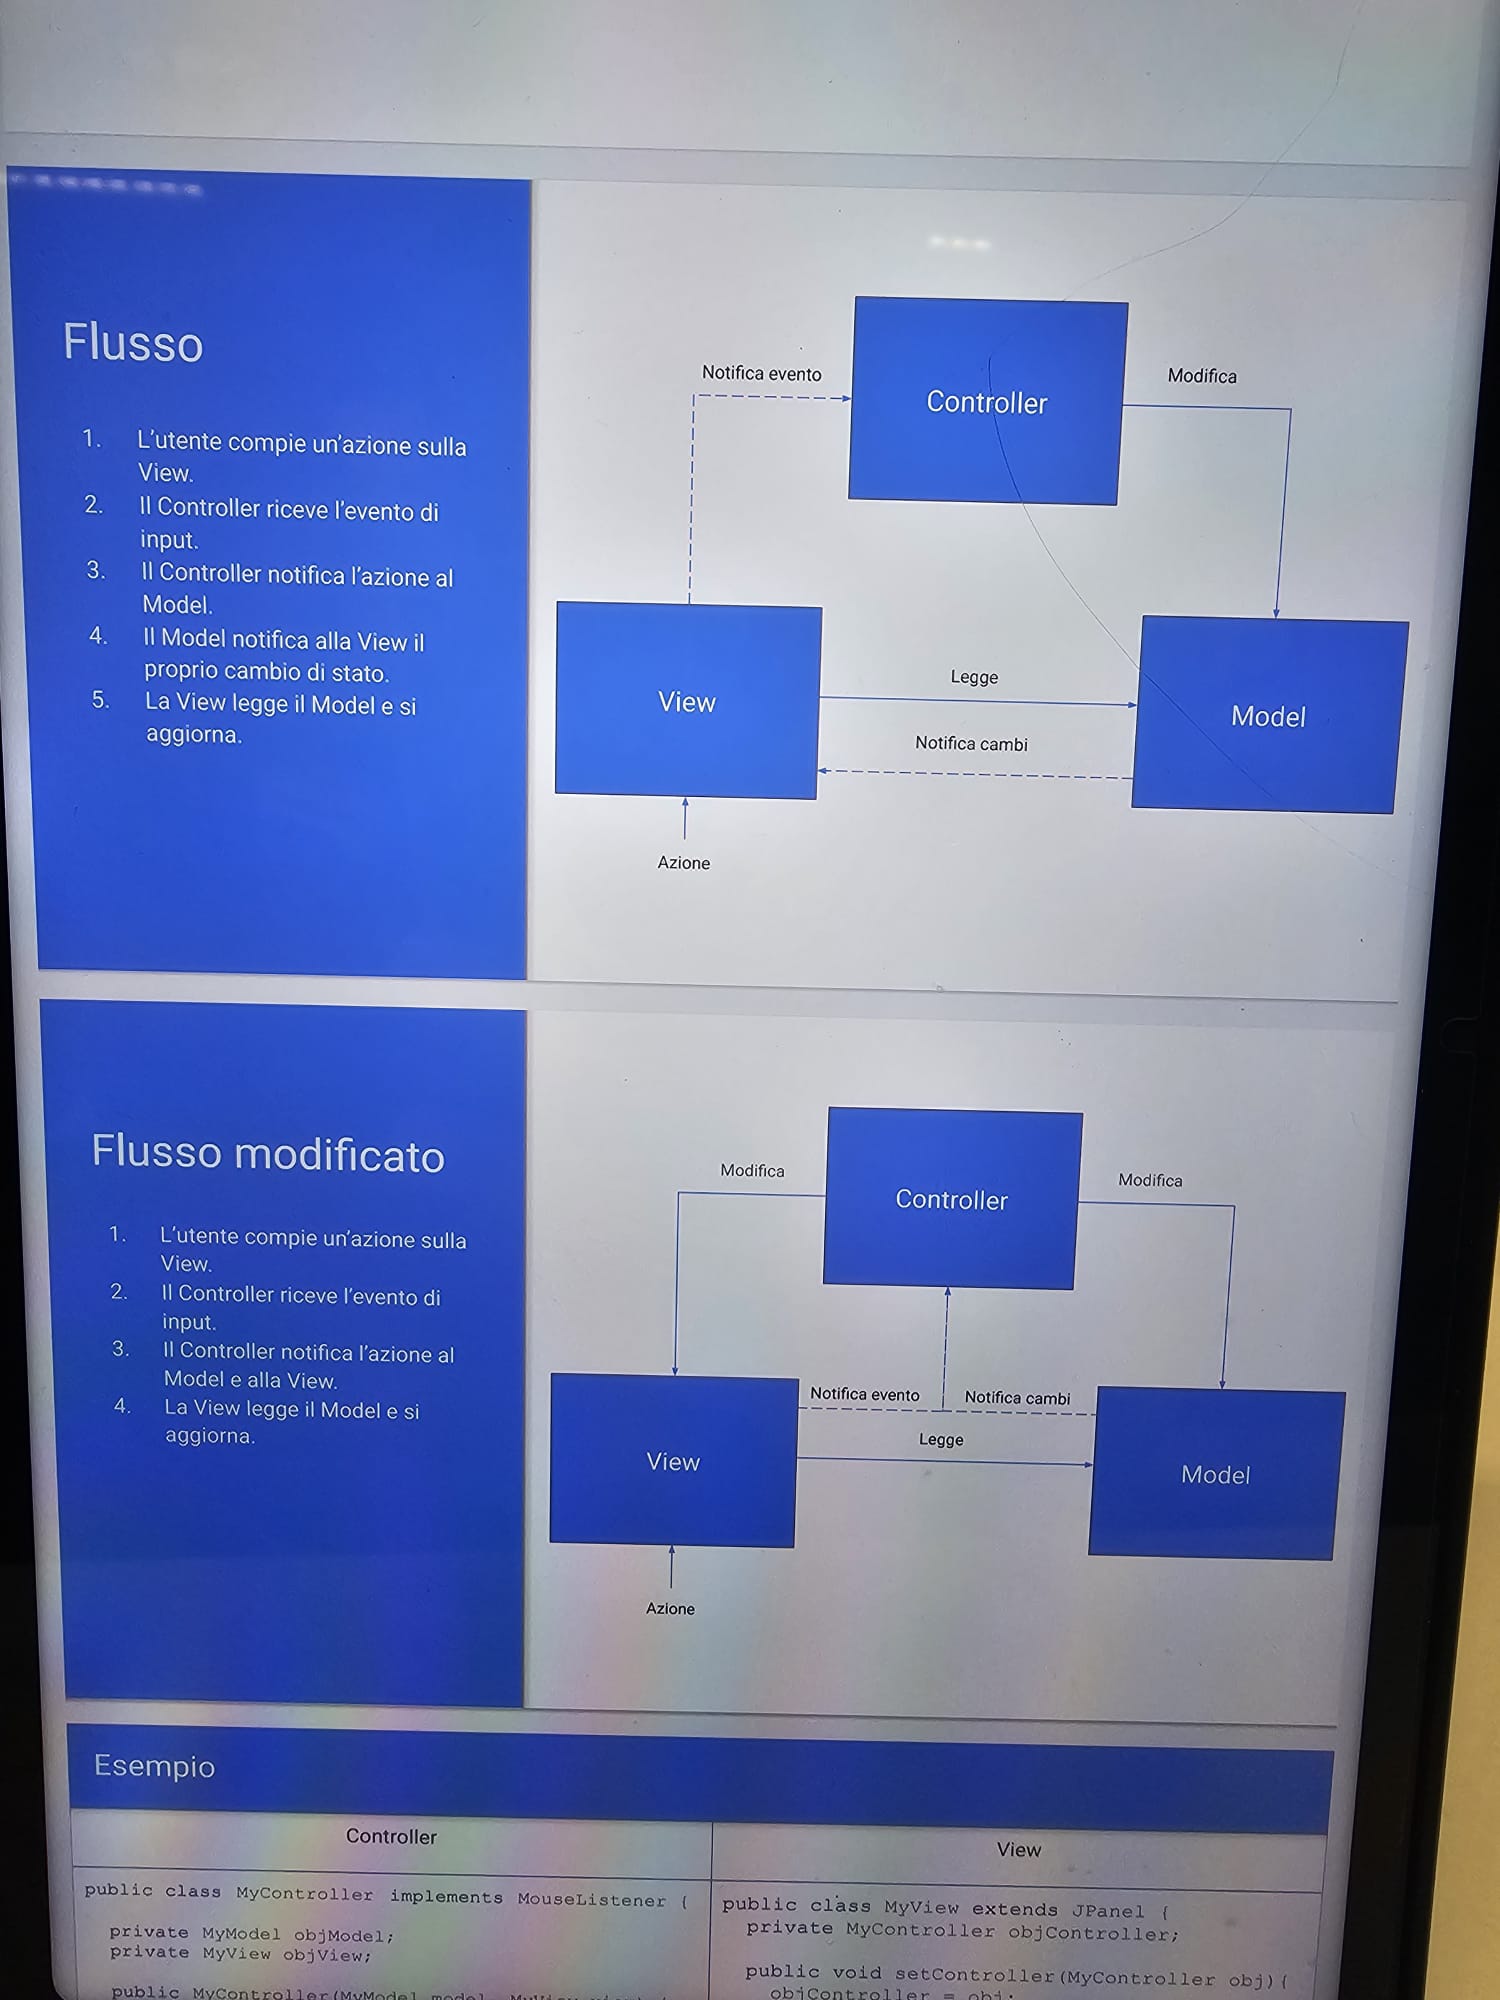 Flusso
1. L'utente compie un'azione sulla
View.
2. Il Controller riceve l'evento di
input.
3. Il Controller notifica l'azione al
Model.
4. Il Model notifica alla View il
proprio cambio di stato.
5. La View legge il Model e si
aggiorna.
Notifica evento
Controller
Modifica
View
Legge
Notifica cambi
Model
Azione
Flusso modificato
1. L'utente compie un'azione sulla
View.
2. Il Controller riceve l'evento di
input.
3. Il Controller notifica l'azione al
Model e alla View.
4. La View legge il Model e si
aggiorna.
Modifica
Controller
Modifica
Notifica evento
Notifica cambi
Legge
View
Model
Azione
Esempio
Controller
public class MyController implements MouseListener {
private MyModel objModel;
private MyView objView;
public MyController(MyModel model,
View
public class MyView extends JPanel {
private MyController objController;
public void setController(MyController obj){
objController = obj;